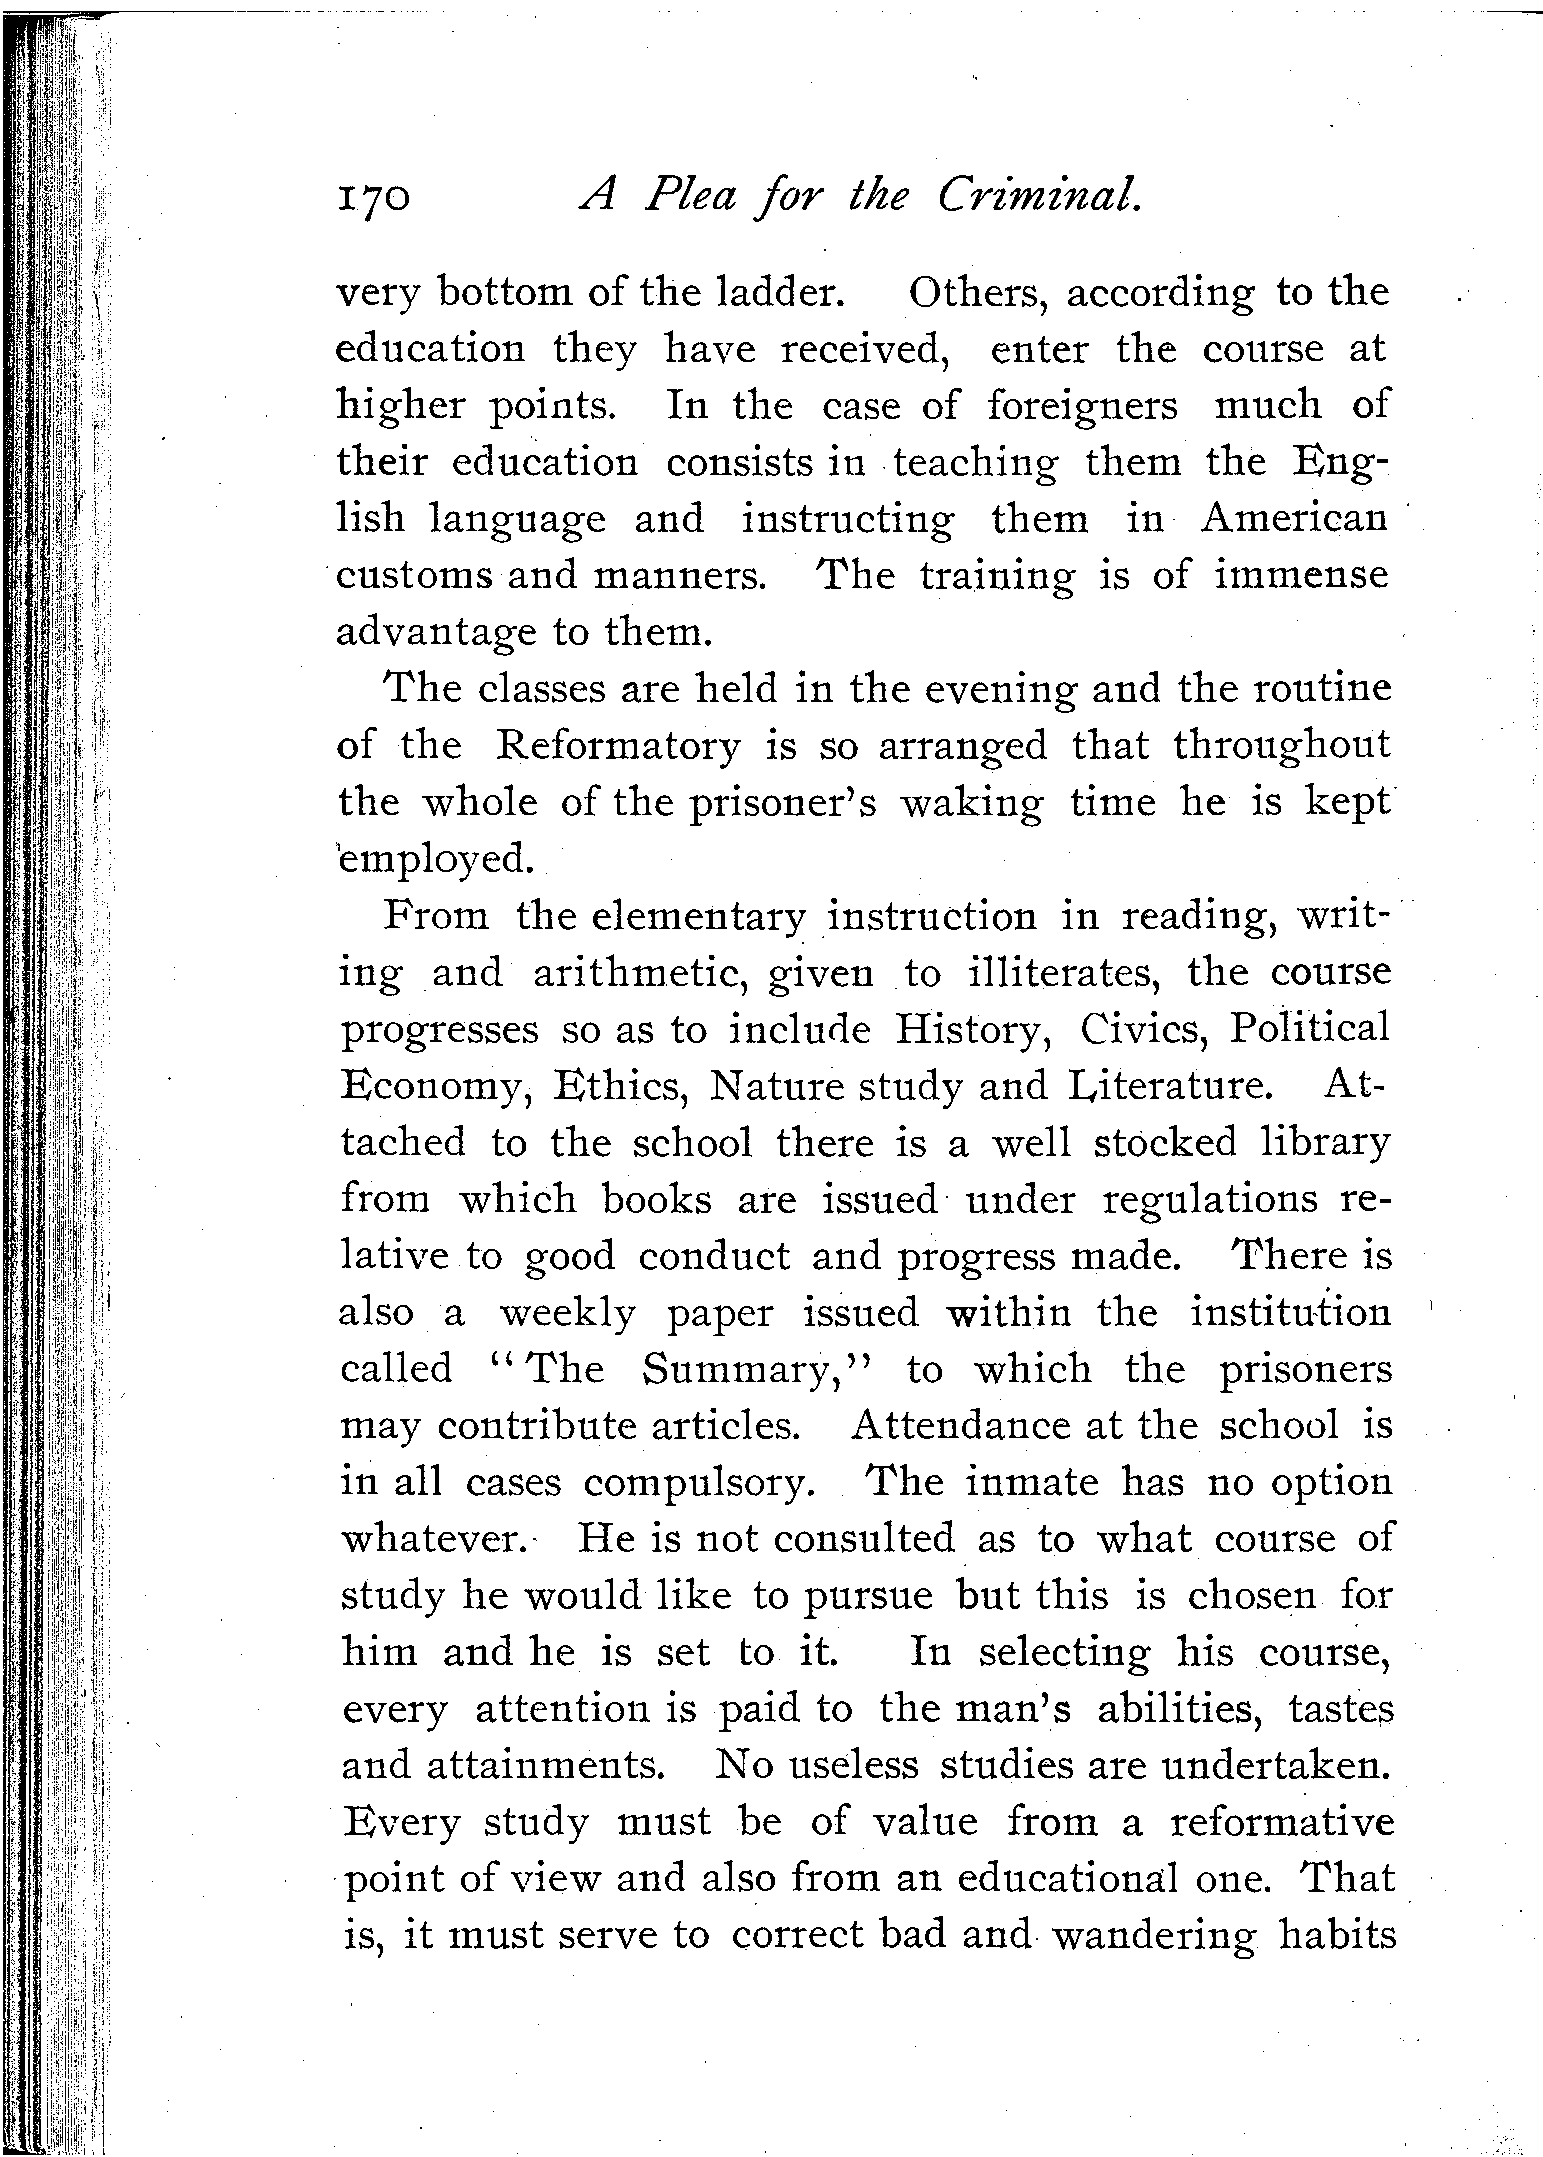 170 A Plea for the Criminal.
very bottom of the ladder. Others, according to the
education they have received, enter the course at
higher points. In the case of foreigners much of
their education consists in teaching them the Eng-
lish language and instructing them in American
customs and manners. The training is of immense
advantage to them.
The classes are held in the evening and the routine
of the Reformatory is so arranged that throughout
the whole of the prisoner's waking time he is kept
employed.
From the elementary instruction in reading, writ-
ing and arithmetic, given to illiterates, the course
progresses so as to include History, Civics, Political
Economy, Ethics, Nature study and Literature. At-
tached to the school there is a well stocked library
from which books are issued under regulations re-
lative to good conduct and progress made. There is
also a weekly paper issued within the institution
called "The Summary," to which the prisoners
may contribute articles. Attendance at the school is
in all cases compulsory. The inmate has no option
whatever. He is not consulted as to what course of
study he would like to pursue but this is chosen for
him and he is set to it. In selecting his course,
every attention is paid to the man's abilities, tastes
and attainments. No useless studies are undertaken.
Every study must be of value from a reformative
point of view and also from an educational one. That
is, it must serve to correct bad and wandering habits